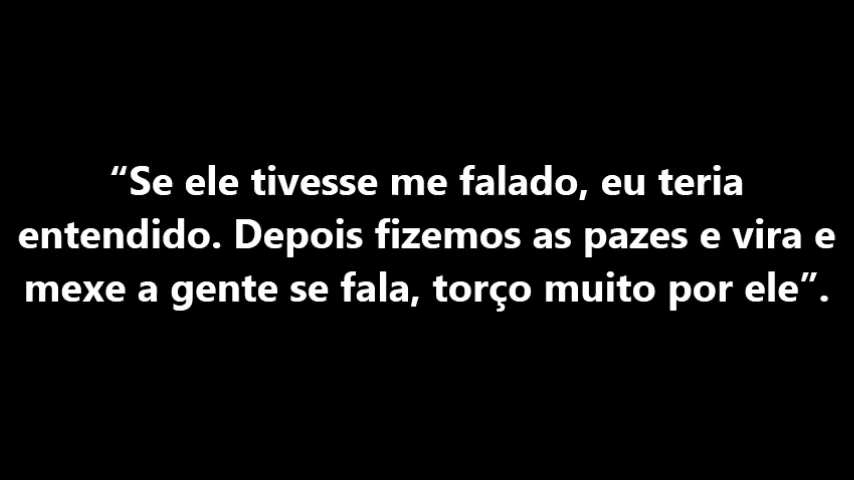 “Se ele tivesse me falado, eu teria
entendido. Depois fizemos as pazes e vira e
mexe a gente se fala, torço muito por ele”.